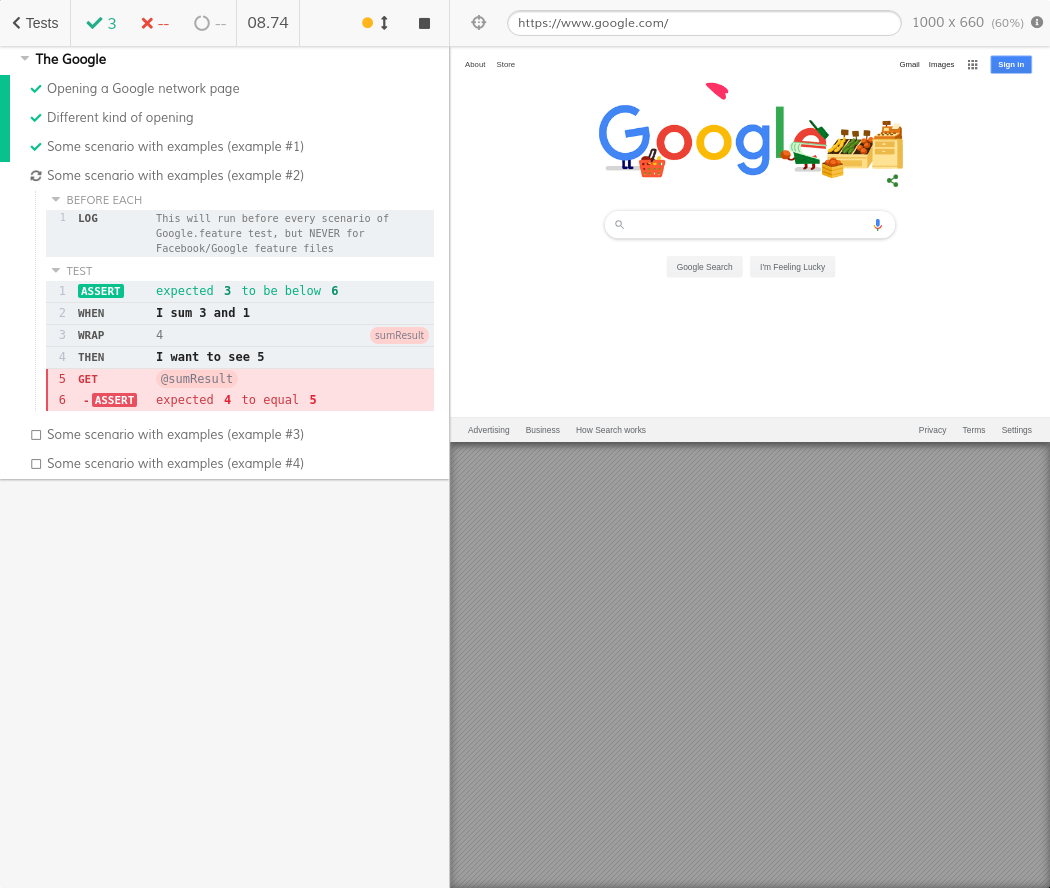 Tests 3 -- -- 08.74
https://www.google.com/ 1000 x 660 (60%)
The Google
Opening a Google network page
Different kind of opening
Some scenario with examples (example #1)
Some scenario with examples (example #2)
BEFORE EACH
1 LOG This will run before every scenario of
Google.feature test, but NEVER for
Facebook/Google feature files
TEST
1 ASSERT expected 3 to be below 6
2 WHEN I sum 3 and 1
3 WRAP 4 sumResult
4 THEN I want to see 5
5 GET @sumResult
6 -ASSERT expected 4 to equal 5
Some scenario with examples (example #3)
Some scenario with examples (example #4)
About Store Gmail Images Sign in
Google
Google Search I'm Feeling Lucky
Advertising Business How Search works Privacy Terms Settings